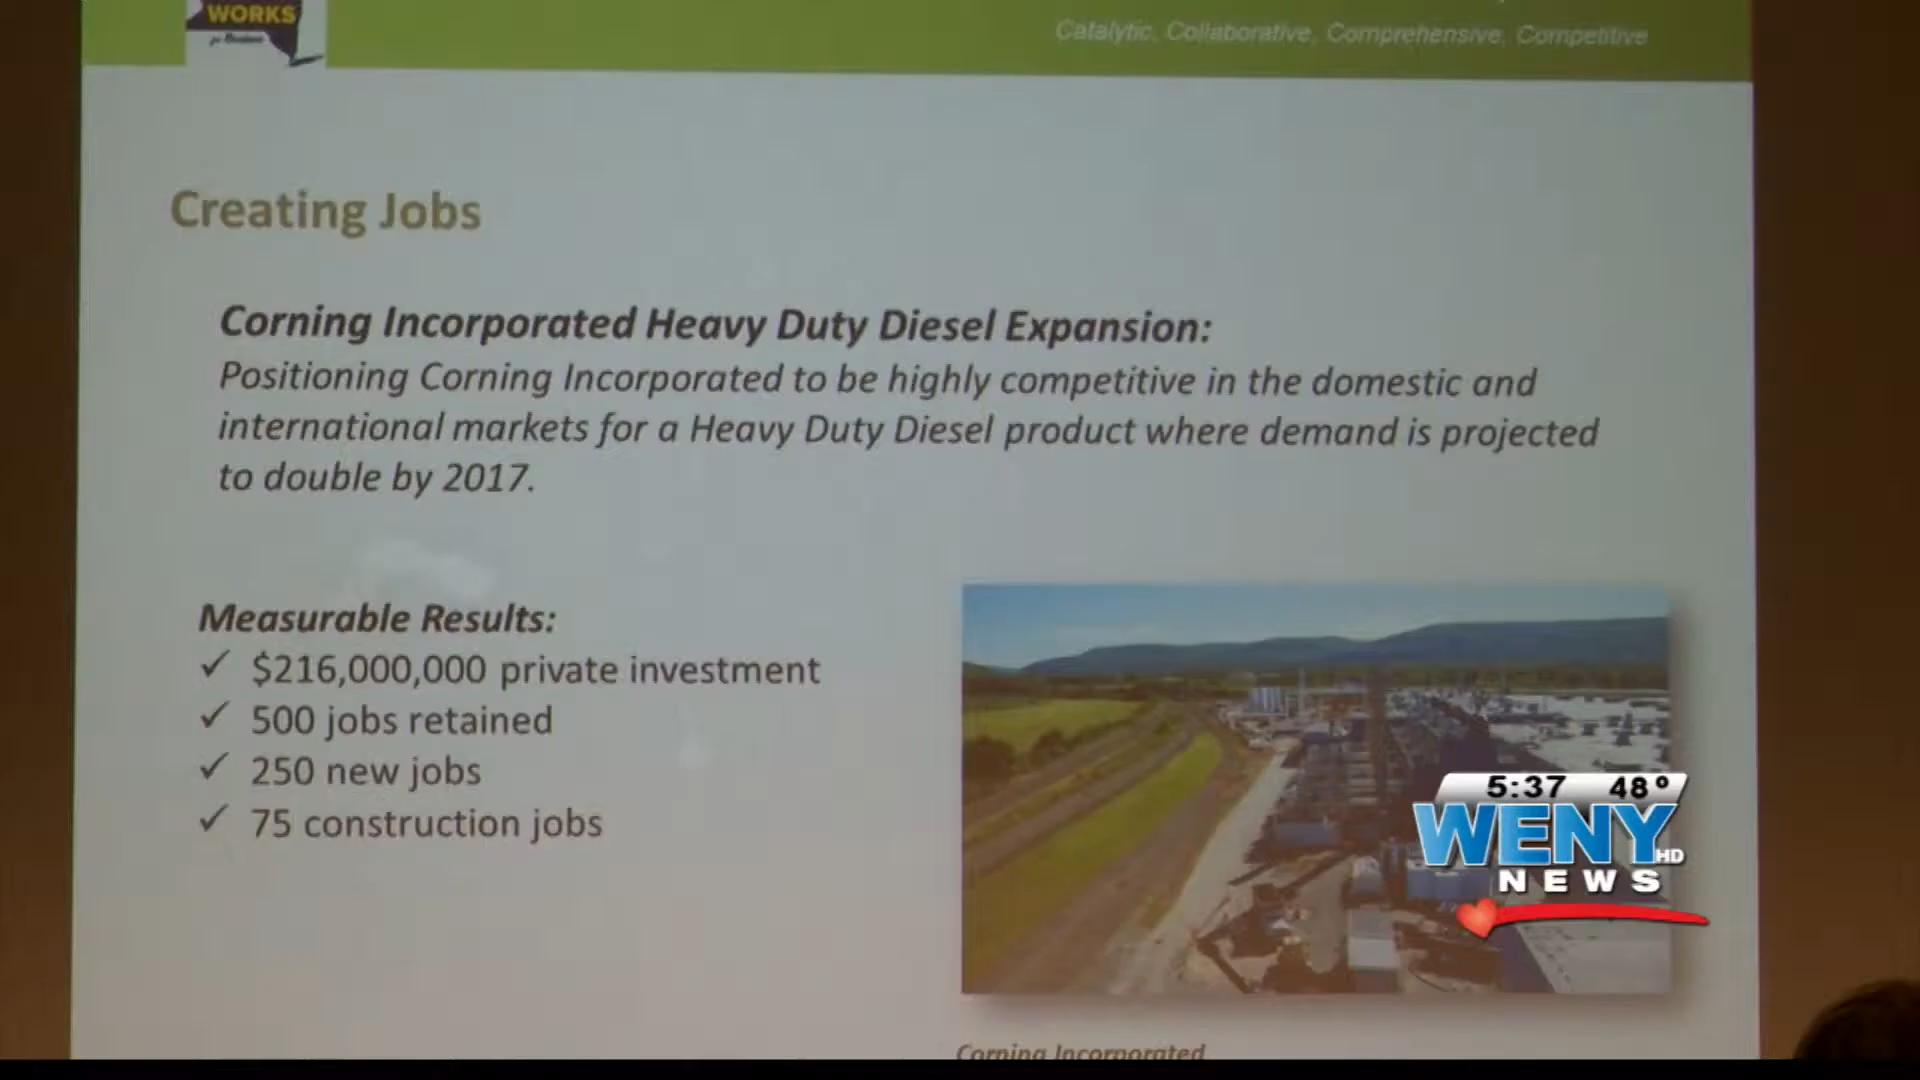 WORKS
for Business
Catalytic, Collaborative, Comprehensive, Competitive
Creating Jobs
Corning Incorporated Heavy Duty Diesel Expansion:
Positioning Corning Incorporated to be highly competitive in the domestic and
international markets for a Heavy Duty Diesel product where demand is projected
to double by 2017.
Measurable Results:
✓ $216,000,000 private investment
✓ 500 jobs retained
✓ 250 new jobs
✓ 75 construction jobs
5:37 48°
WENY HD
NEWS
Corning Incorporated